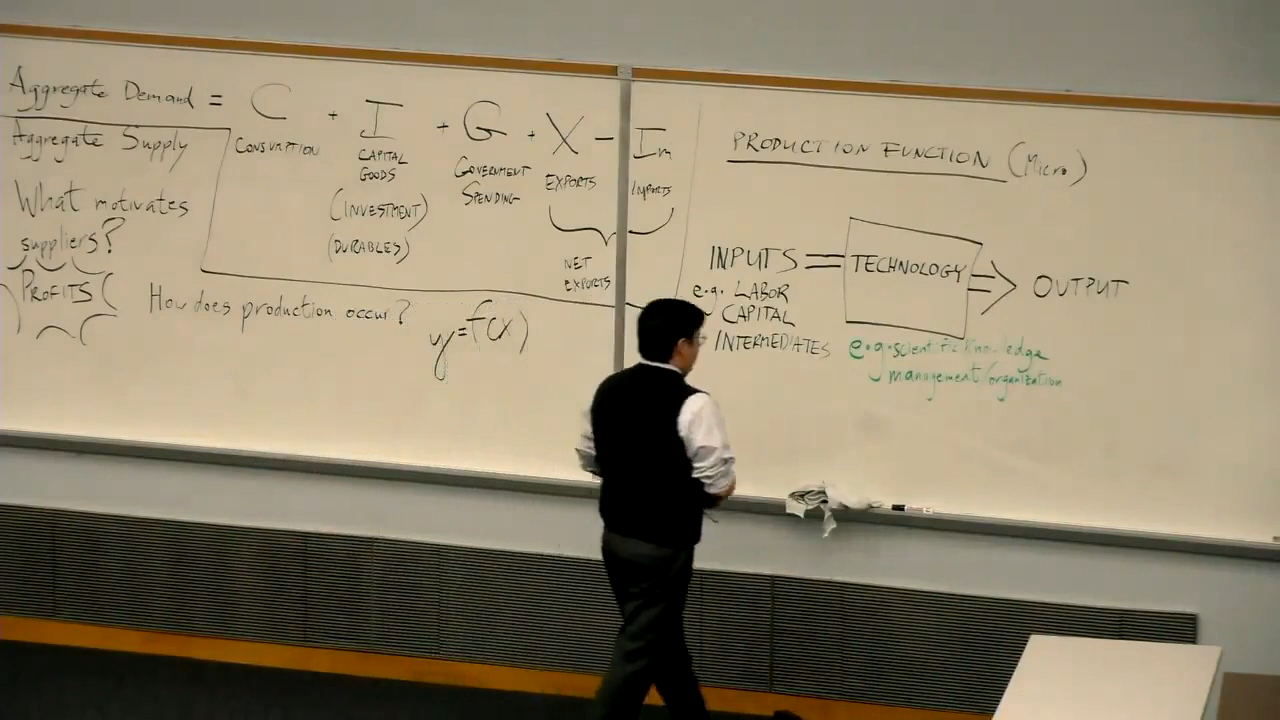 Aggregate Demand = C + I + G + X - Im
CONSUMPTION
CAPITAL
GOODS
(INVESTMENT)
(DURABLES)
GOVERNMENT
SPENDING
EXPORTS
IMPORTS
NET
EXPORTS
Aggregate Supply
What motivates
suppliers?
PROFITS
How does production occur?
y=f(x)
PRODUCTION FUNCTION (Micro)
INPUTS
e.g. LABOR
CAPITAL
INTERMEDIATES
TECHNOLOGY
OUTPUT
e.g. scientific knowledge
management/organization